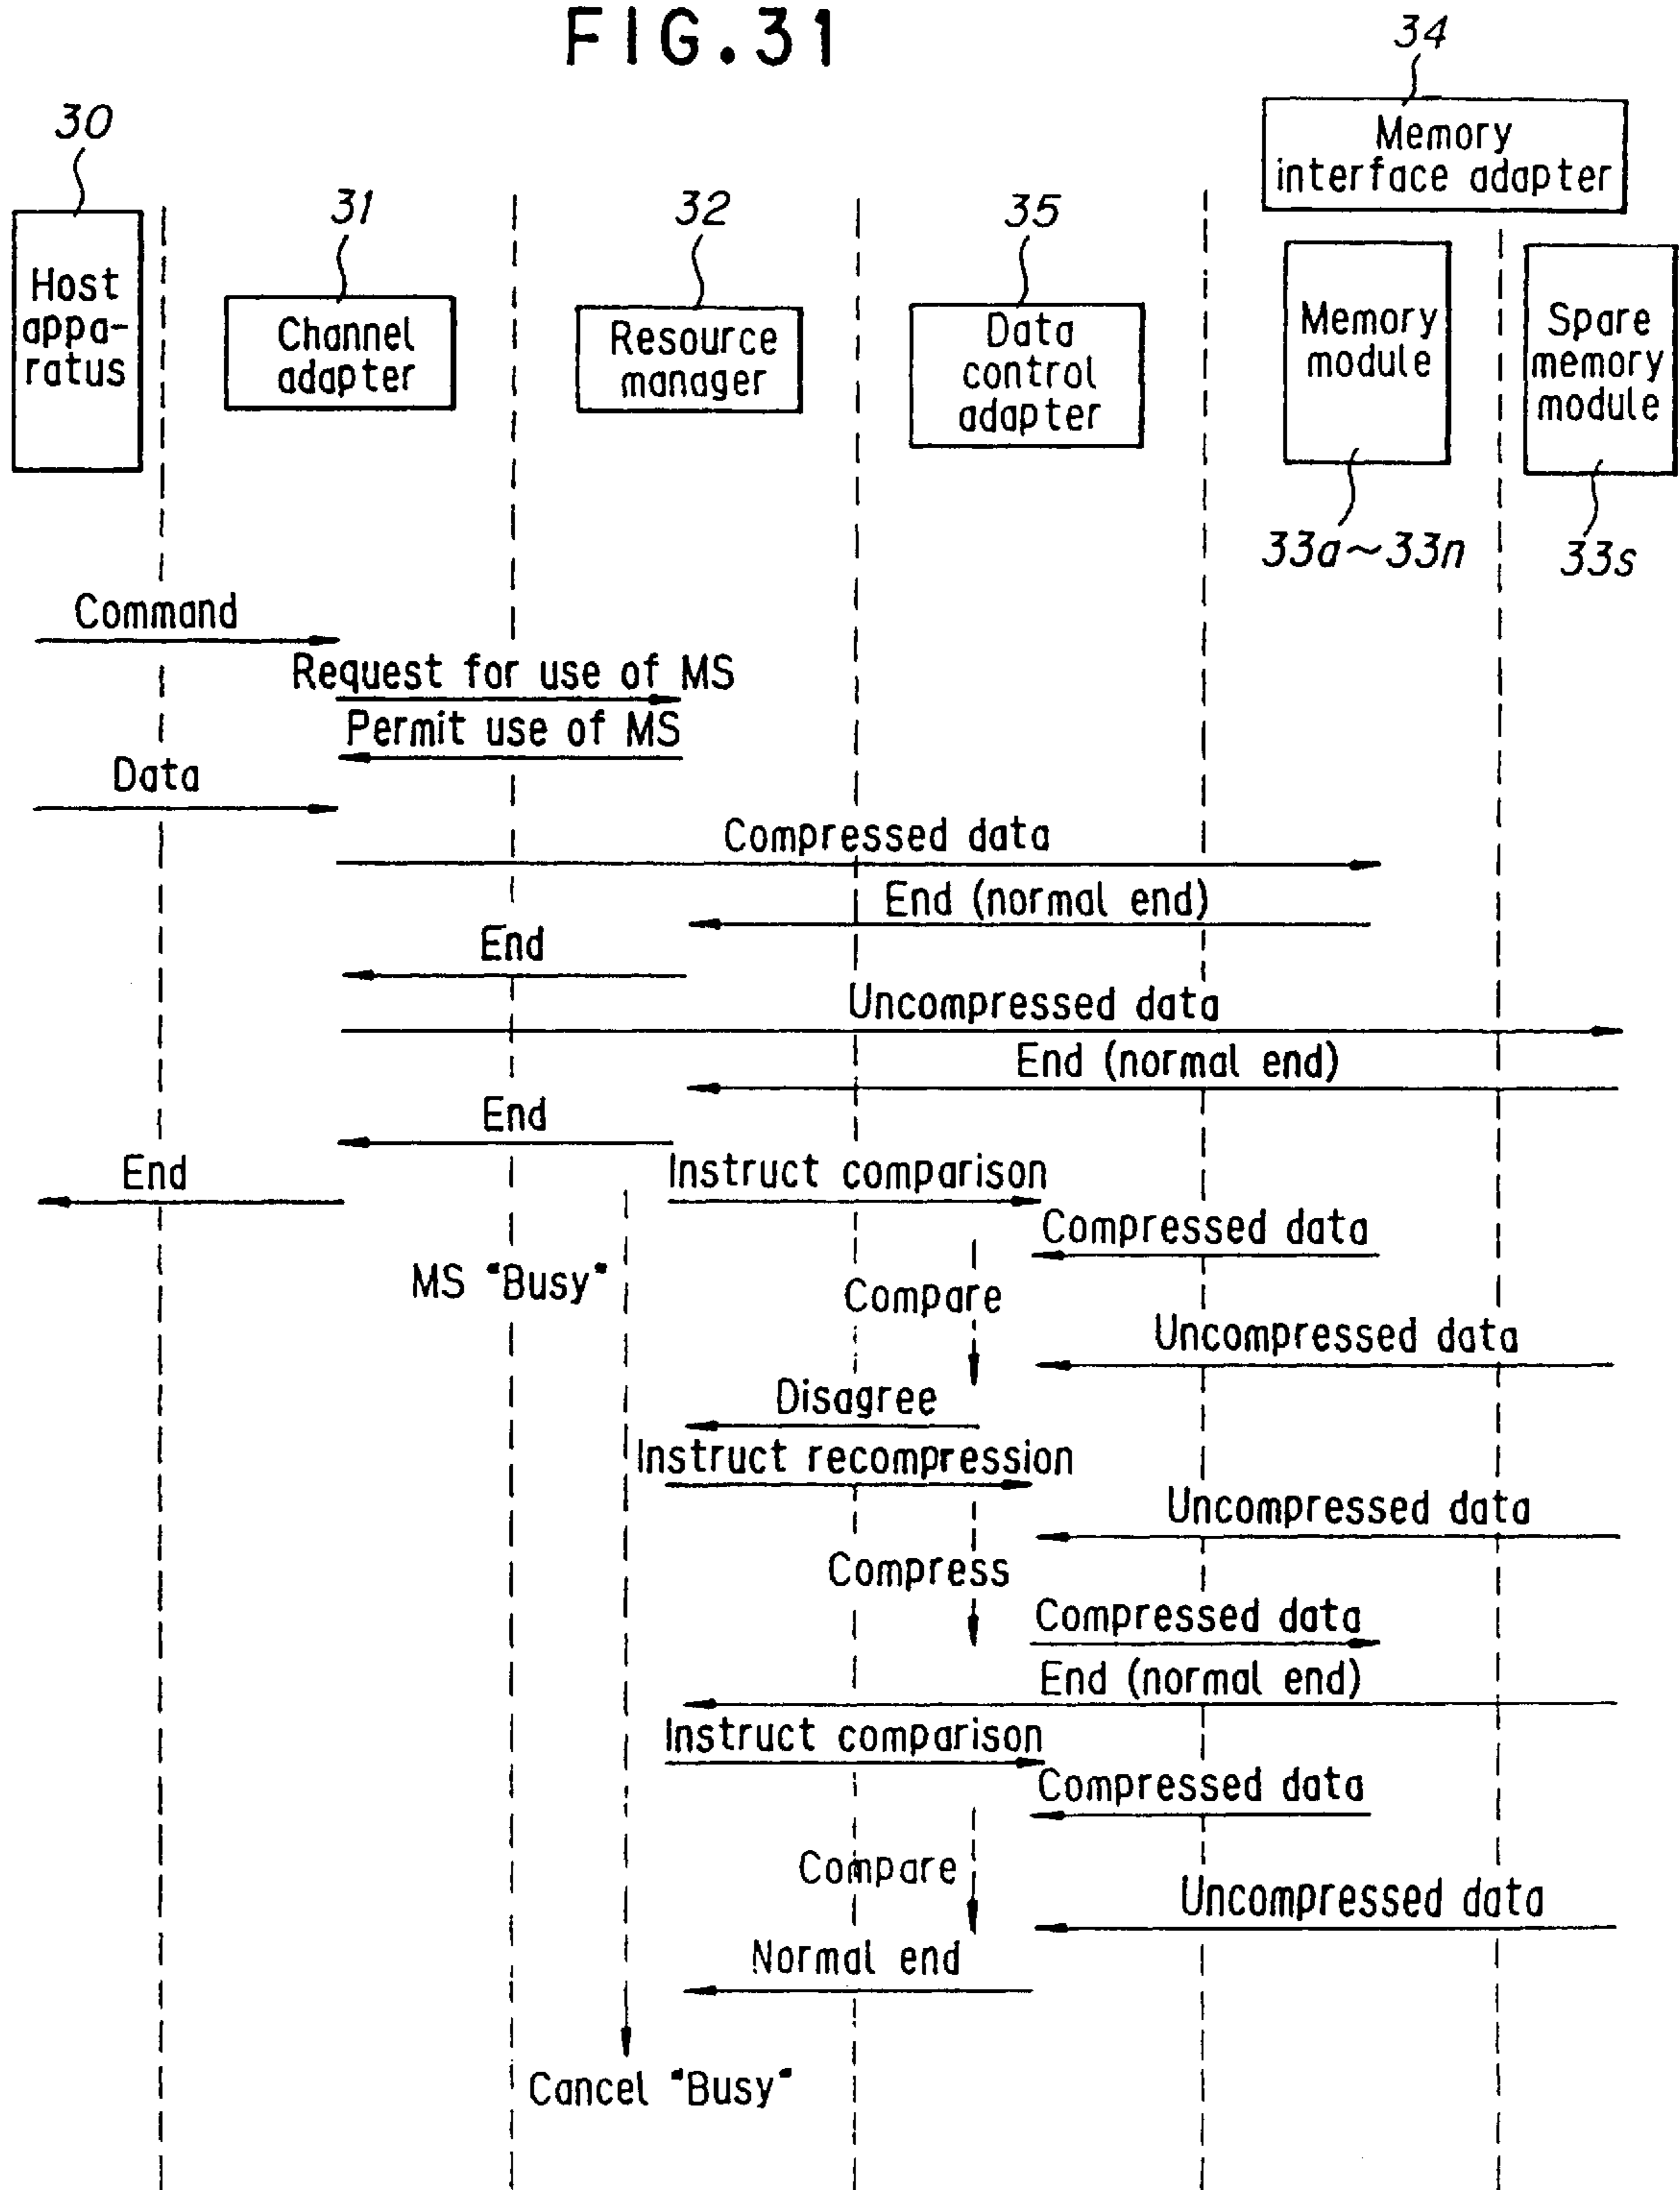 FIG.31
34
Memory
interface adapter
30
31
32
35
Host
appa-
ratus
Channel
adapter
Resource
manager
Data
control
adapter
Memory
module
Spare
memory
module
33a~33n
33s
Command
Request for use of MS
Permit use of MS
Data
Compressed data
End (normal end)
End
Uncompressed data
End (normal end)
End
End
Instruct comparison
Compressed data
MS "Busy"
Compare
Uncompressed data
Disagree
Instruct recompression
Uncompressed data
Compress
Compressed data
End (normal end)
Instruct comparison
Compressed data
Compare
Uncompressed data
Normal end
Cancel "Busy"